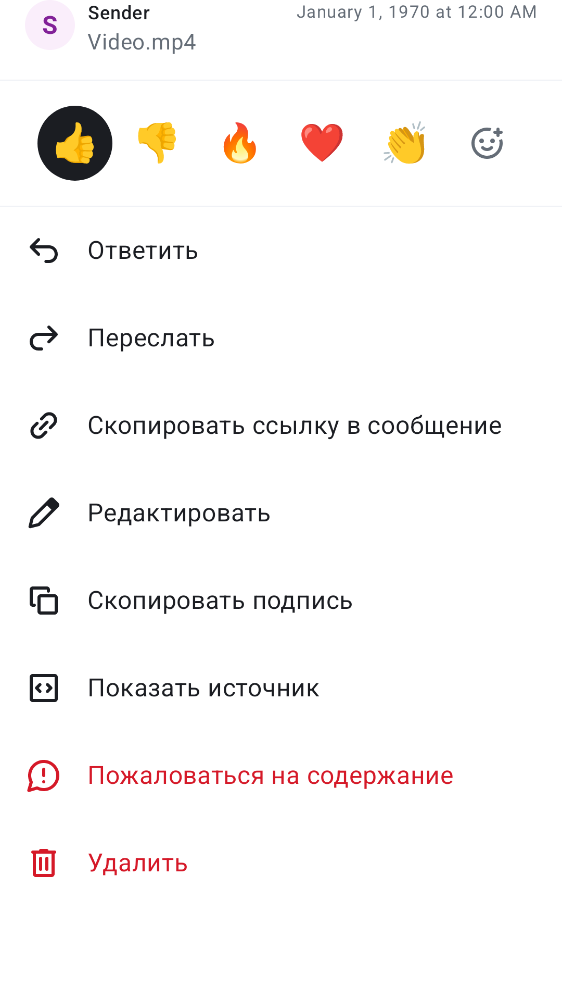 S
Sender
January 1, 1970 at 12:00 AM
Video.mp4
Ответить
Переслать
Скопировать ссылку в сообщение
Редактировать
Скопировать подпись
Показать источник
Пожаловаться на содержание
Удалить